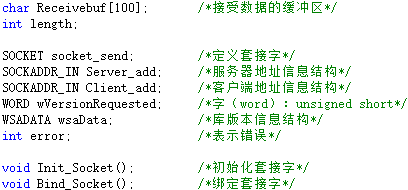 char Receivebuf[100];        /*接受数据的缓冲区*/
int length;

SOCKET socket_send;          /*定义套接字*/
SOCKADDR_IN Server_add;      /*服务器地址信息结构*/
SOCKADDR_IN Client_add;      /*客户端地址信息结构*/
WORD wVersionRequested;      /*字（word）：unsigned short*/
WSADATA wsaData;             /*库版本信息结构*/
int error;                   /*表示错误*/

void Init_Socket();          /*初始化套接字*/
void Bind_Socket();          /*绑定套接字*/